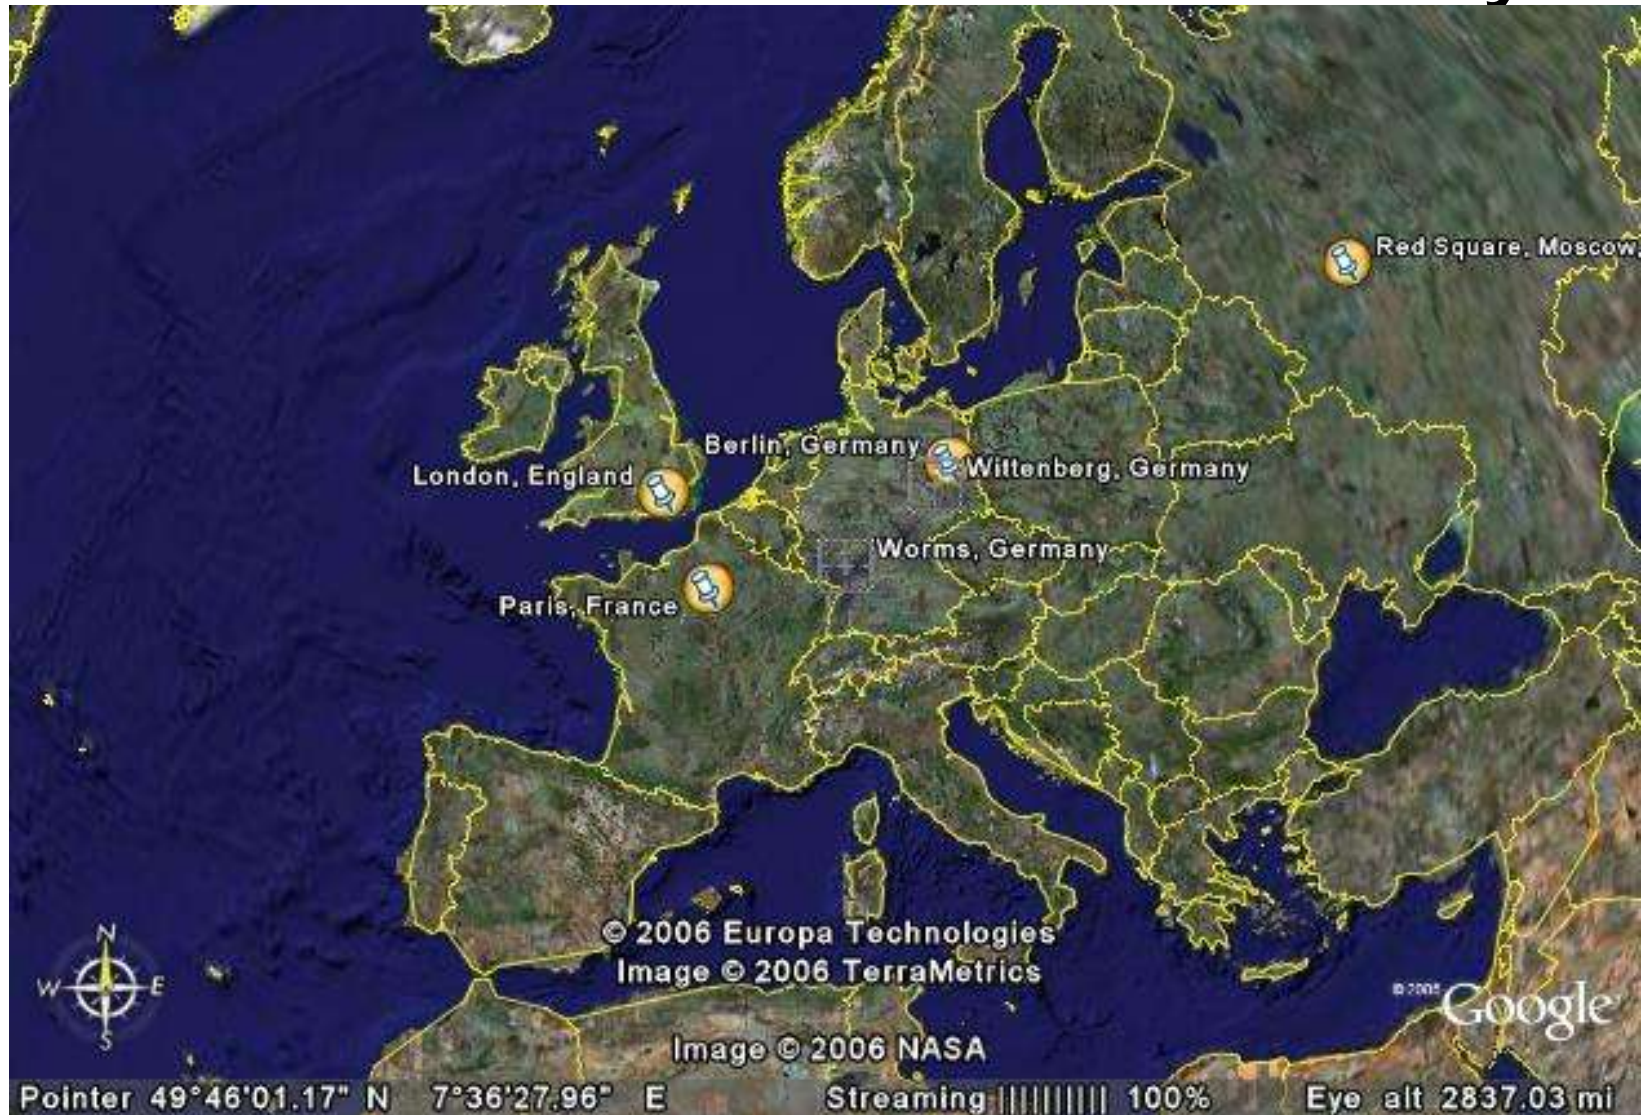 Red Square, Moscow,
Berlin, Germany
London, England
Wittenberg, Germany
Worms, Germany
Paris, France
© 2006 Europa Technologies
Image © 2006 TerraMetrics
N
W E
S
© 2005 Google
Image © 2006 NASA
Pointer 49°46'01.17" N 7°36'27.96" E Streaming |||||||||| 100% Eye alt 2837.03 mi